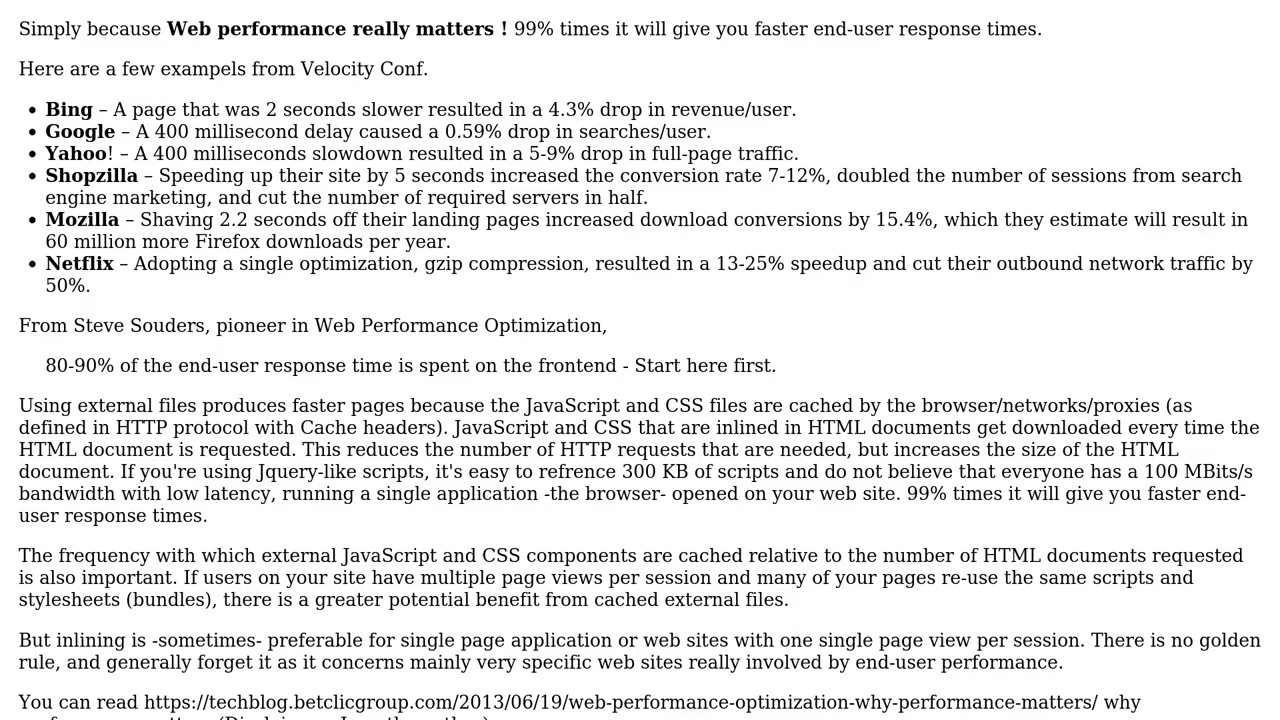 Simply because Web performance really matters ! 99% times it will give you faster end-user response times.
Here are a few exampels from Velocity Conf.
• Bing – A page that was 2 seconds slower resulted in a 4.3% drop in revenue/user.
• Google – A 400 millisecond delay caused a 0.59% drop in searches/user.
• Yahoo! – A 400 milliseconds slowdown resulted in a 5-9% drop in full-page traffic.
• Shopzilla – Speeding up their site by 5 seconds increased the conversion rate 7-12%, doubled the number of sessions from search
engine marketing, and cut the number of required servers in half.
• Mozilla – Shaving 2.2 seconds off their landing pages increased download conversions by 15.4%, which they estimate will result in
60 million more Firefox downloads per year.
• Netflix – Adopting a single optimization, gzip compression, resulted in a 13-25% speedup and cut their outbound network traffic by
50%.
From Steve Souders, pioneer in Web Performance Optimization,
80-90% of the end-user response time is spent on the frontend - Start here first.
Using external files produces faster pages because the JavaScript and CSS files are cached by the browser/networks/proxies (as
defined in HTTP protocol with Cache headers). JavaScript and CSS that are inlined in HTML documents get downloaded every time the
HTML document is requested. This reduces the number of HTTP requests that are needed, but increases the size of the HTML
document. If you're using Jquery-like scripts, it's easy to refrence 300 KB of scripts and do not believe that everyone has a 100 MBits/s
bandwidth with low latency, running a single application -the browser- opened on your web site. 99% times it will give you faster end-
user response times.
The frequency with which external JavaScript and CSS components are cached relative to the number of HTML documents requested
is also important. If users on your site have multiple page views per session and many of your pages re-use the same scripts and
stylesheets (bundles), there is a greater potential benefit from cached external files.
But inlining is -sometimes- preferable for single page application or web sites with one single page view per session. There is no golden
rule, and generally forget it as it concerns mainly very specific web sites really involved by end-user performance.
You can read https://techblog.betclicgroup.com/2013/06/19/web-performance-optimization-why-performance-matters/ why